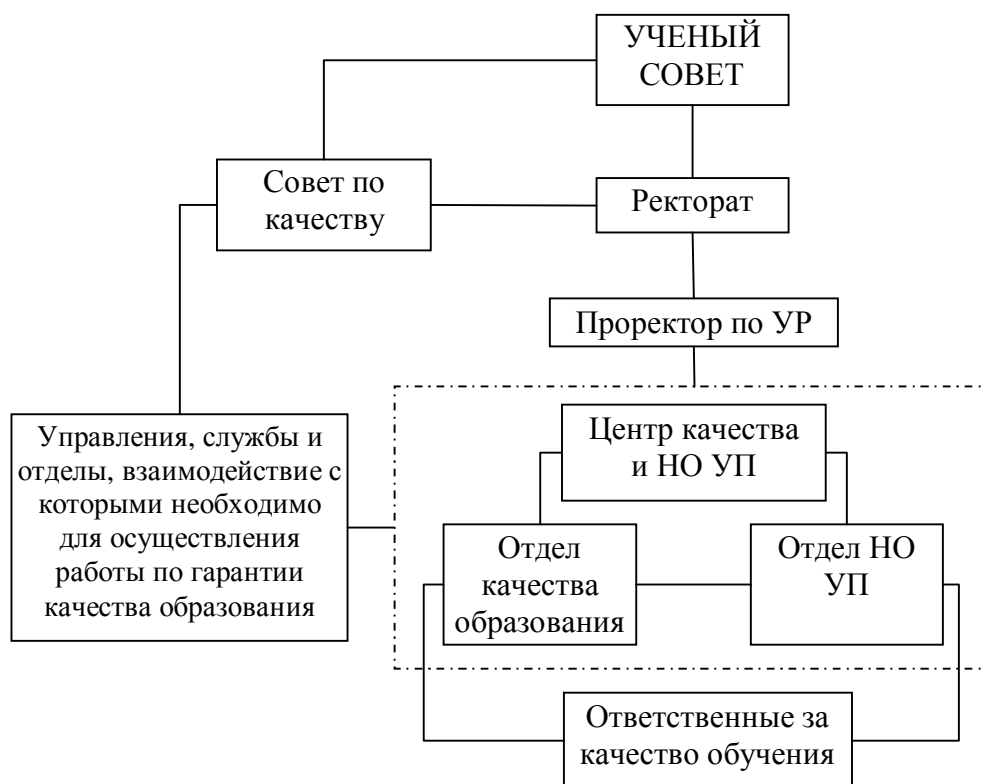 УЧЕНЫЙ
СОВЕТ
Совет по
качеству
Ректорат
Проректор по УР
Управления, службы и
отделы, взаимодействие с
которыми необходимо
для осуществления
работы по гарантии
качества образования
Центр качества
и НО УП
Отдел
качества
образования
Отдел НО
УП
Ответственные за
качество обучения